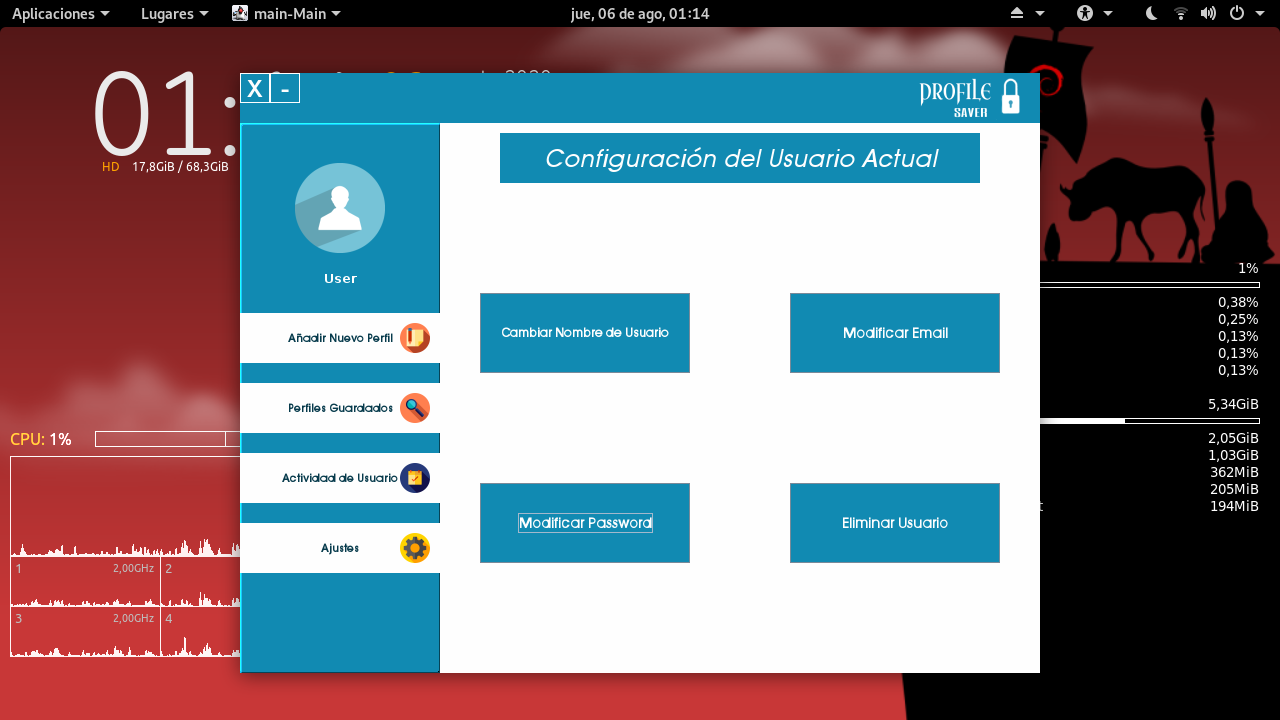 Aplicaciones Lugares main-Main jue, 06 de ago, 01:14
01:
HD 17,8GiB / 68,3GiB
X -
PROFILE
SAVER
Configuración del Usuario Actual
User
Añadir Nuevo Perfil
Perfiles Guardados
Actividad de Usuario
Ajustes
Cambiar Nombre de Usuario
Modificar Email
Modificar Password
Eliminar Usuario
CPU: 1%
1 2,00GHz 2
3 2,00GHz 4
1%
0,38%
0,25%
0,13%
0,13%
0,13%
5,34GiB
2,05GiB
1,03GiB
362MiB
205MiB
194MiB